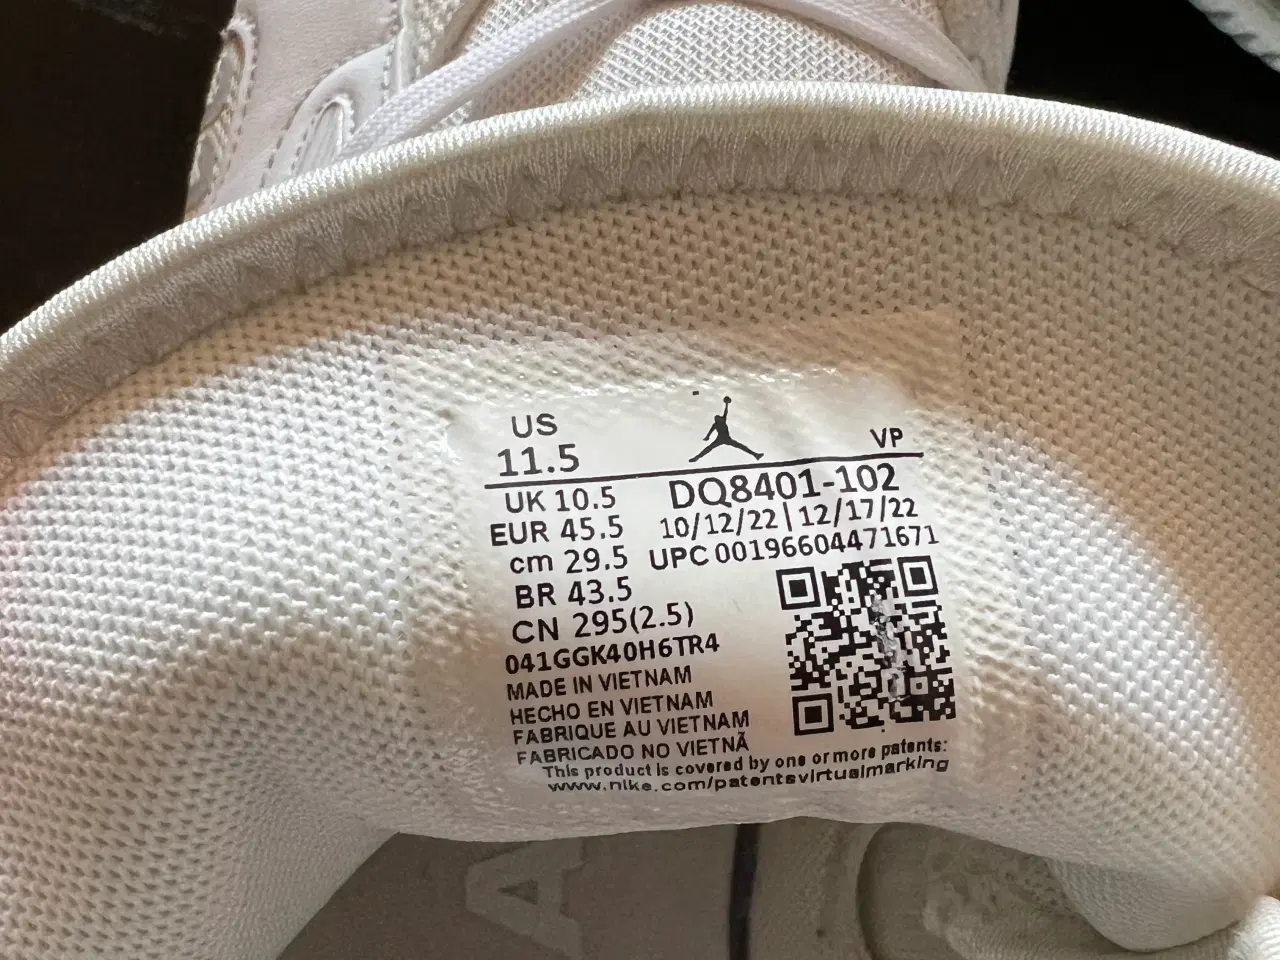 US
11.5
VP
UK 10.5
EUR 45.5
cm 29.5
BR 43.5
CN 295(2.5)
DQ8401-102
10/12/22|12/17/22
UPC 00196604471671
041GGK40H6TR4
MADE IN VIETNAM
HECHO EN VIETNAM
FABRIQUE AU VIETNAM
FABRICADO NO VIETNÃ
This product is covered by one or more patents:
www.nike.com/patentsvirtualmarking
A